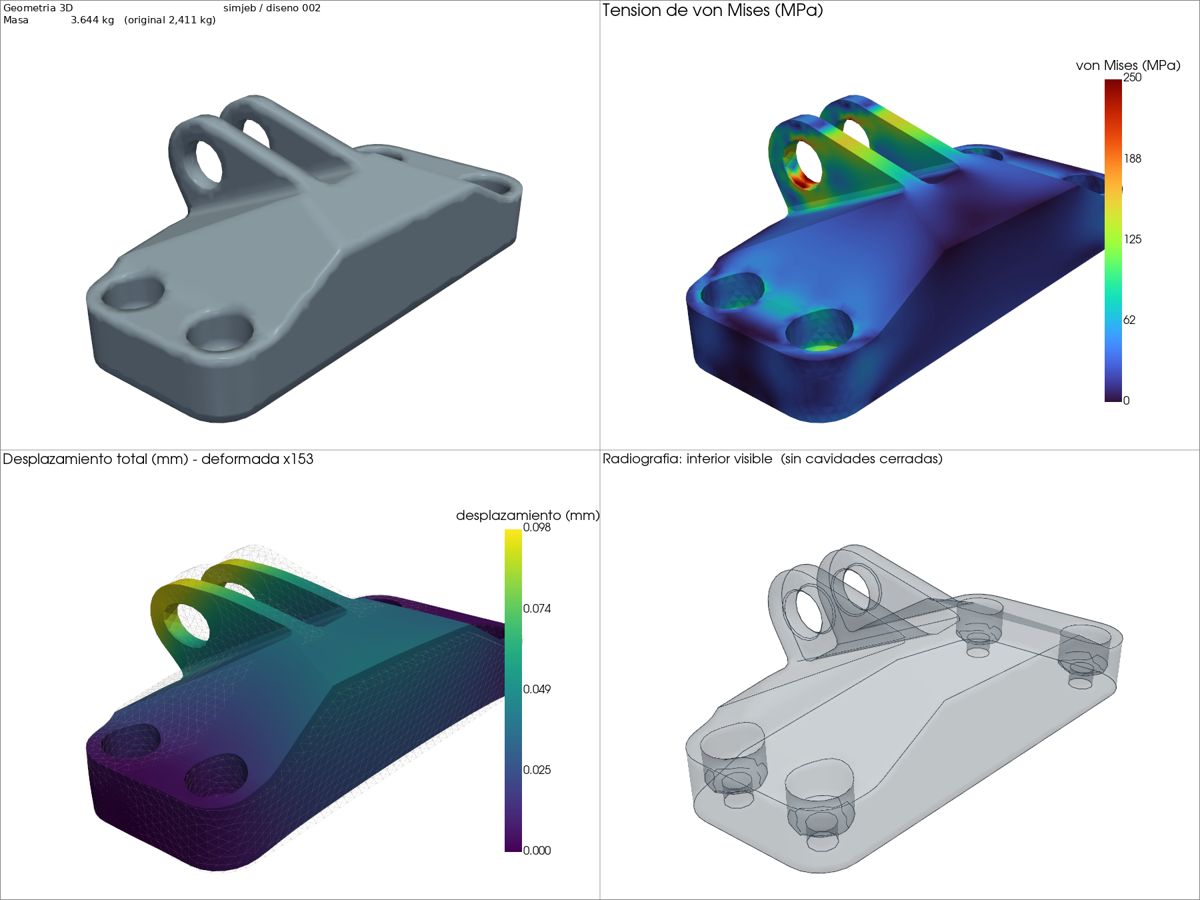 Geometria 3D
simjeb / diseno 002
Masa 3.644 kg (original 2,411 kg)
Tension de von Mises (MPa)
von Mises (MPa)
250
188
125
62
0
Desplazamiento total (mm) - deformada x153
desplazamiento (mm)
0.098
0.074
0.049
0.025
0.000
Radiografia: interior visible (sin cavidades cerradas)